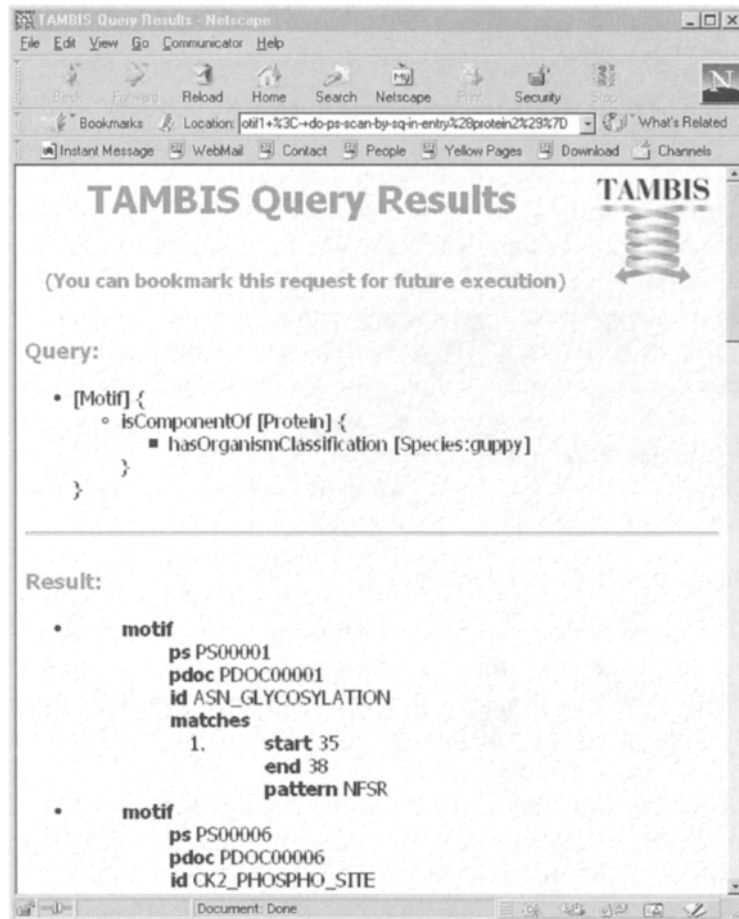 TAMBIS Query Results - Netscape
File Edit View Go Communicator Help
My
N
Back Forward Reload Home Search Netscape Print Security Stop
Bookmarks Location: otif1+%3C-+do-ps-scan-by-sq-in-entry%28protein2%29%7D What's Related
Instant Message WebMail Contact People Yellow Pages Download Channels
TAMBIS Query Results
TAMBIS
(You can bookmark this request for future execution)
Query:
• [Motif] {
◦ isComponentOf [Protein] {
▪ hasOrganismClassification [Species:guppy]
}
}
Result:
• motif
ps PS00001
pdoc PDOC00001
id ASN_GLYCOSYLATION
matches
1. start 35
end 38
pattern NFSR
• motif
ps PS00006
pdoc PDOC00006
id CK2_PHOSPHO_SITE
Document: Done